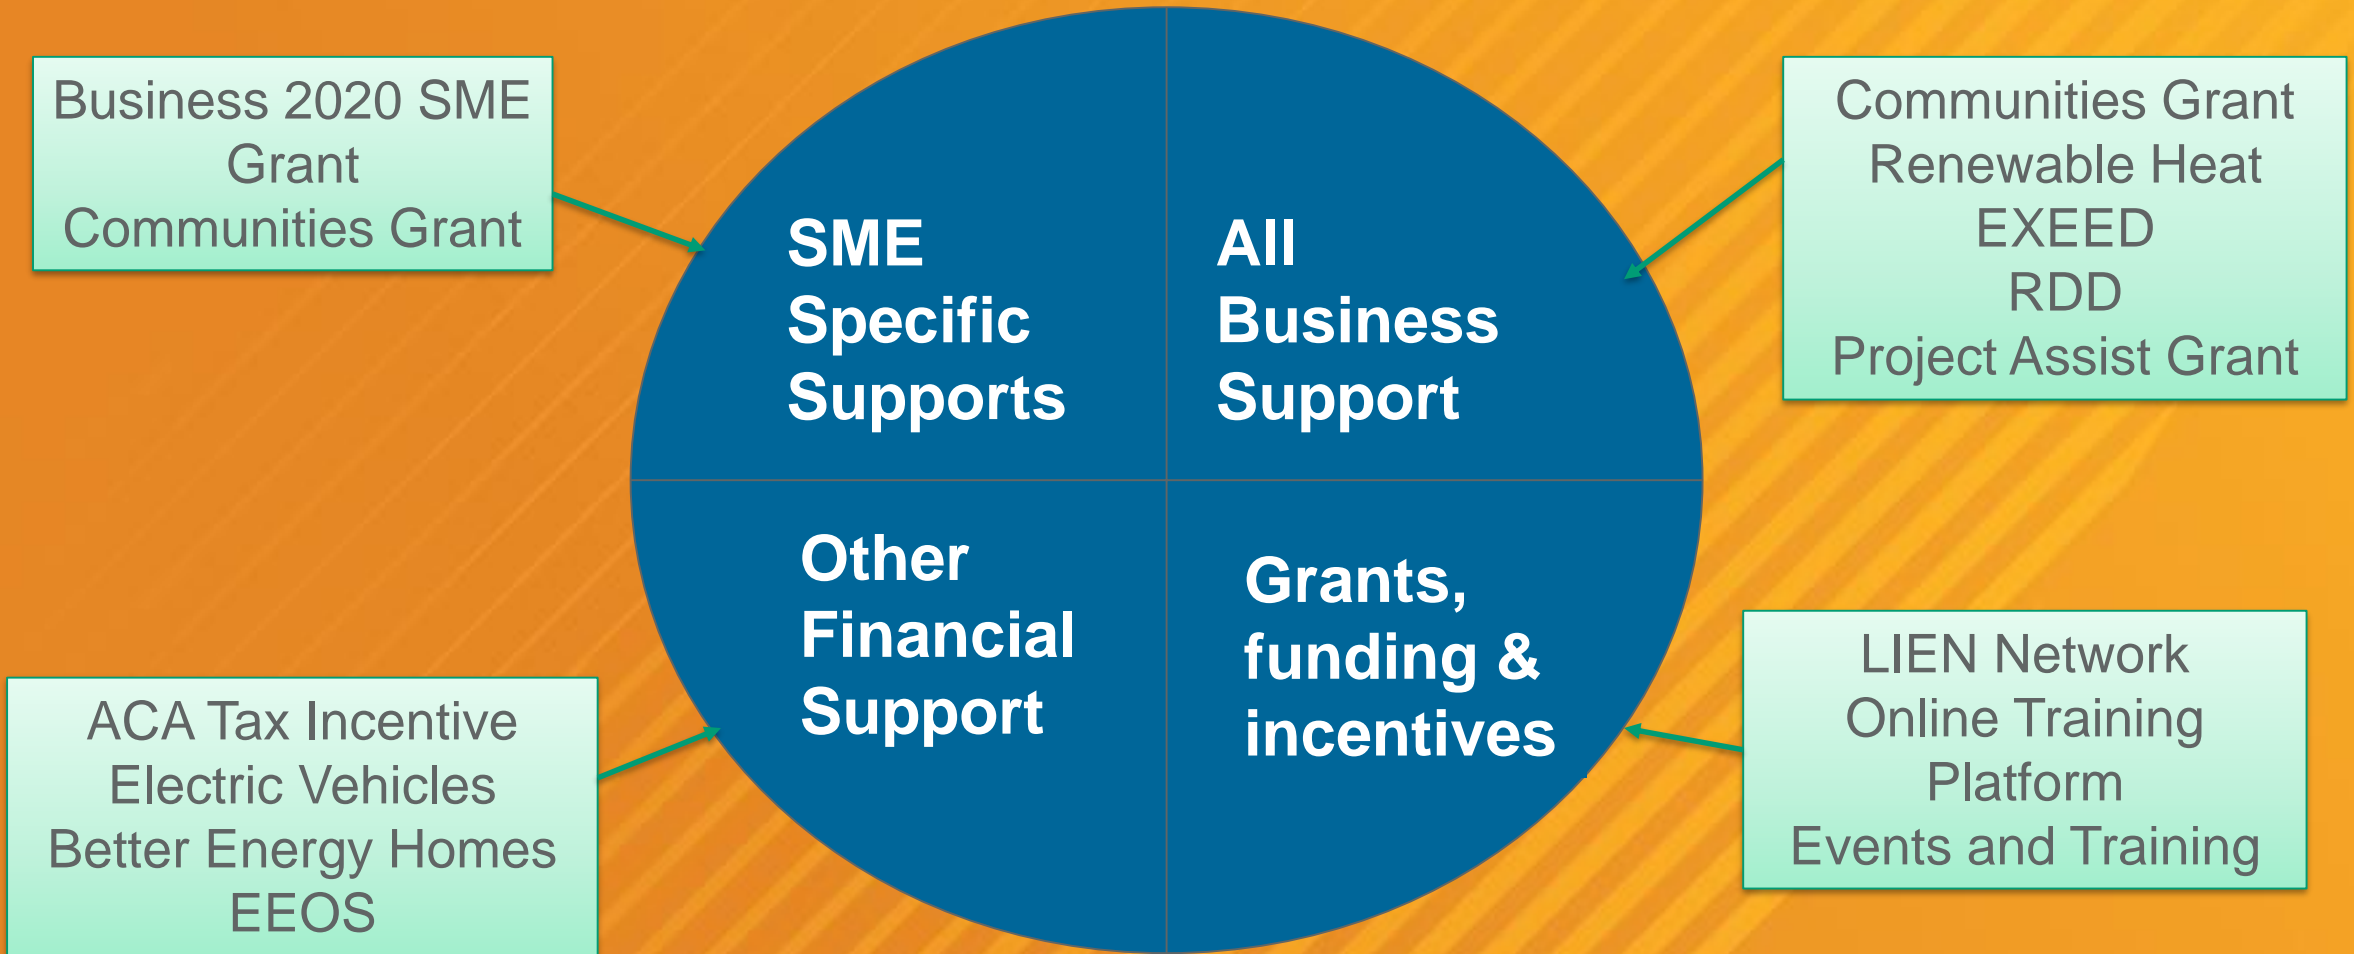 Business 2020 SME
Grant
Communities Grant
SME
Specific
Supports
All
Business
Support
Communities Grant
Renewable Heat
EXEED
RDD
Project Assist Grant
Other
Financial
Support
Grants,
funding &
incentives
ACA Tax Incentive
Electric Vehicles
Better Energy Homes
EEOS
LIEN Network
Online Training
Platform
Events and Training